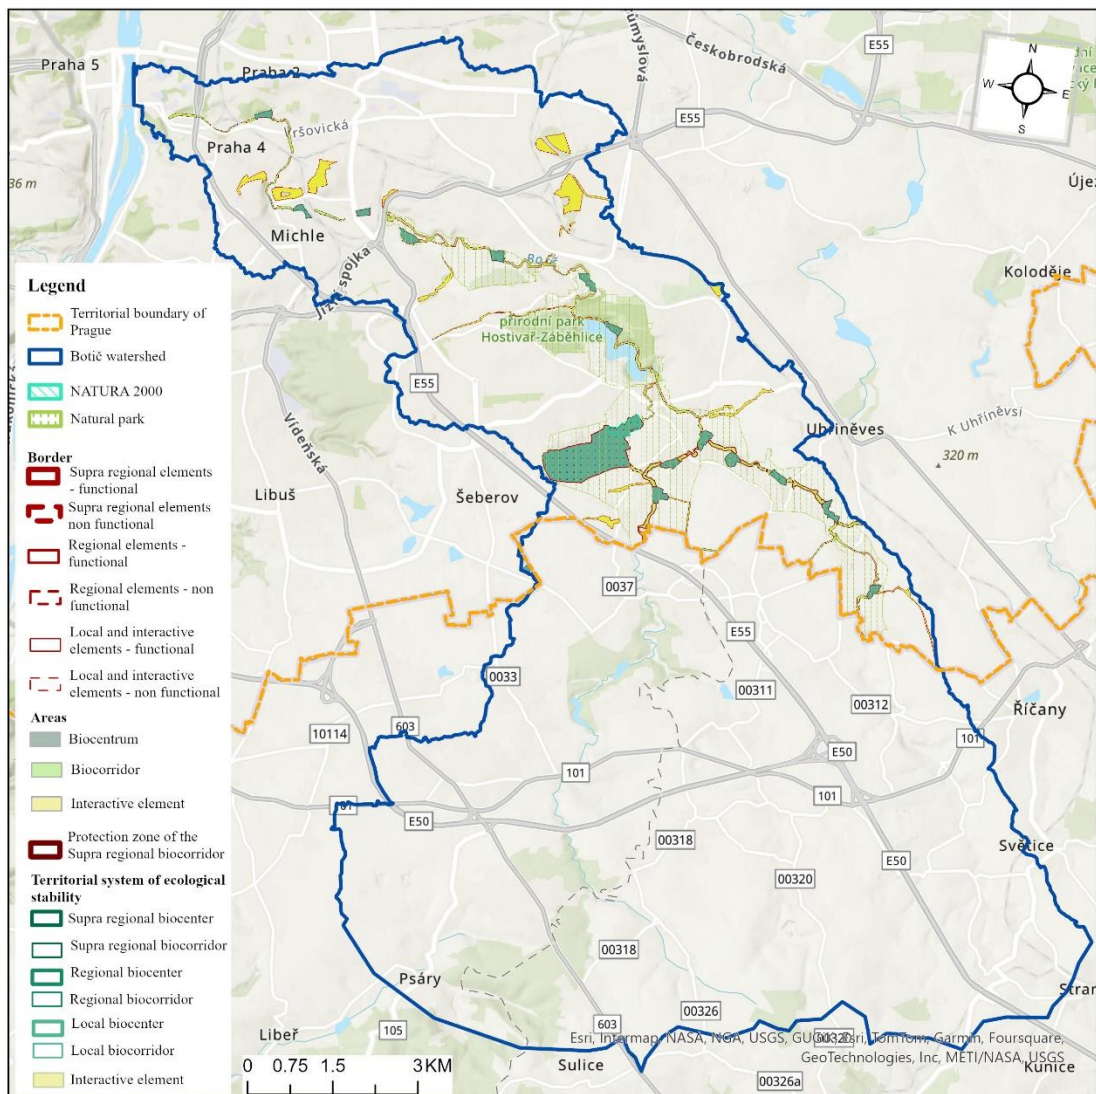 Praha 5
Praha 2
Českobrodská
E55
N
W
E
S
Vršovická
E55
Praha 4
36 m
Michle
Botič
Koloděje
Jižní spojka
přírodní park
Hostivař-Záběhlice
E55
Vídeňská
Uhříněves
K Uhříněvsi
320 m
Libuš
Šeberov
0037
E55
0033
00311
00312
Říčany
10114
603
101
E50
101
101
E50
101
00318
E50
Světice
00320
00318
Psáry
00326
Libeř
105
603
Sulice
00326a
Kunice
Legend
Territorial boundary of
Prague
Botič watershed
NATURA 2000
Natural park
Border
Supra regional elements
- functional
Supra regional elements
non functional
Regional elements -
functional
Regional elements - non
functional
Local and interactive
elements - functional
Local and interactive
elements - non functional
Areas
Biocentrum
Biocorridor
Interactive element
Protection zone of the
Supra regional biocorridor
Territorial system of ecological
stability
Supra regional biocenter
Supra regional biocorridor
Regional biocenter
Regional biocorridor
Local biocenter
Local biocorridor
Interactive element
0 0.75 1.5 3 KM
Esri, Intermap, NASA, NGA, USGS, Esri, TomTom, Garmin, Foursquare,
GeoTechnologies, Inc, METI/NASA, USGS